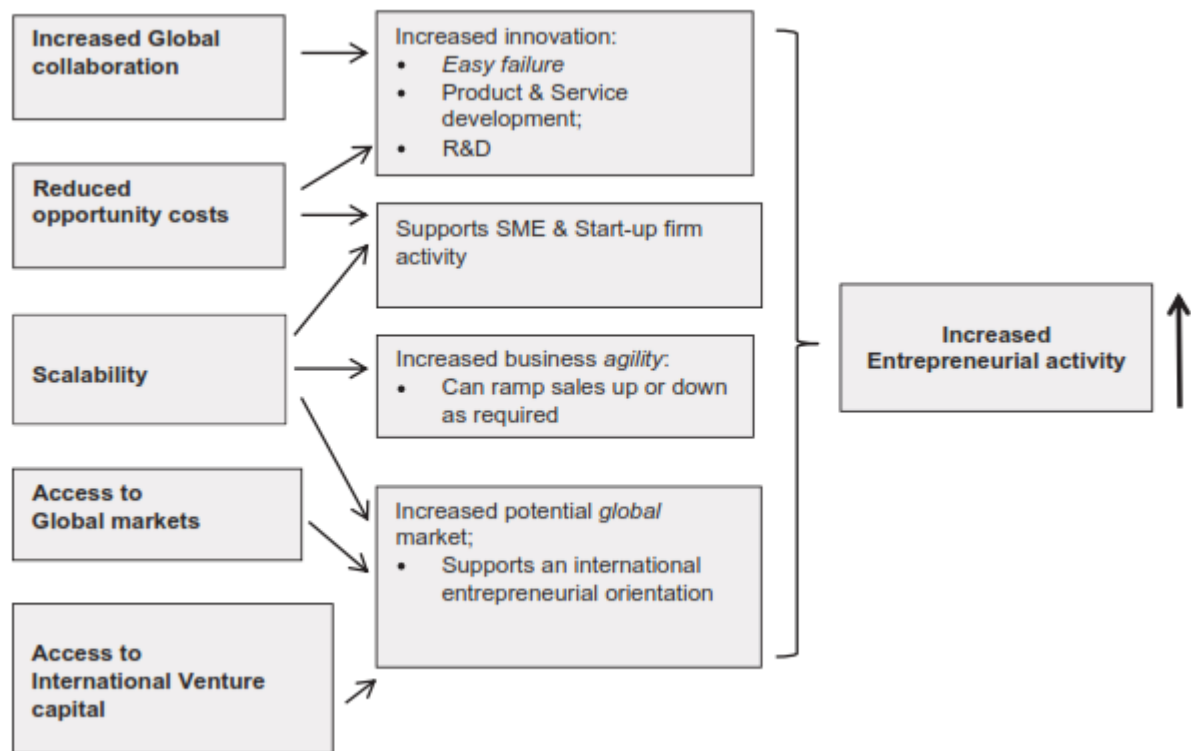 Increased Global
collaboration
Reduced
opportunity costs
Scalability
Access to
Global markets
Access to
International Venture
capital
Increased innovation:
• Easy failure
• Product & Service
development;
• R&D
Supports SME & Start-up firm
activity
Increased business agility:
• Can ramp sales up or down
as required
Increased potential global
market;
• Supports an international
entrepreneurial orientation
Increased
Entrepreneurial activity